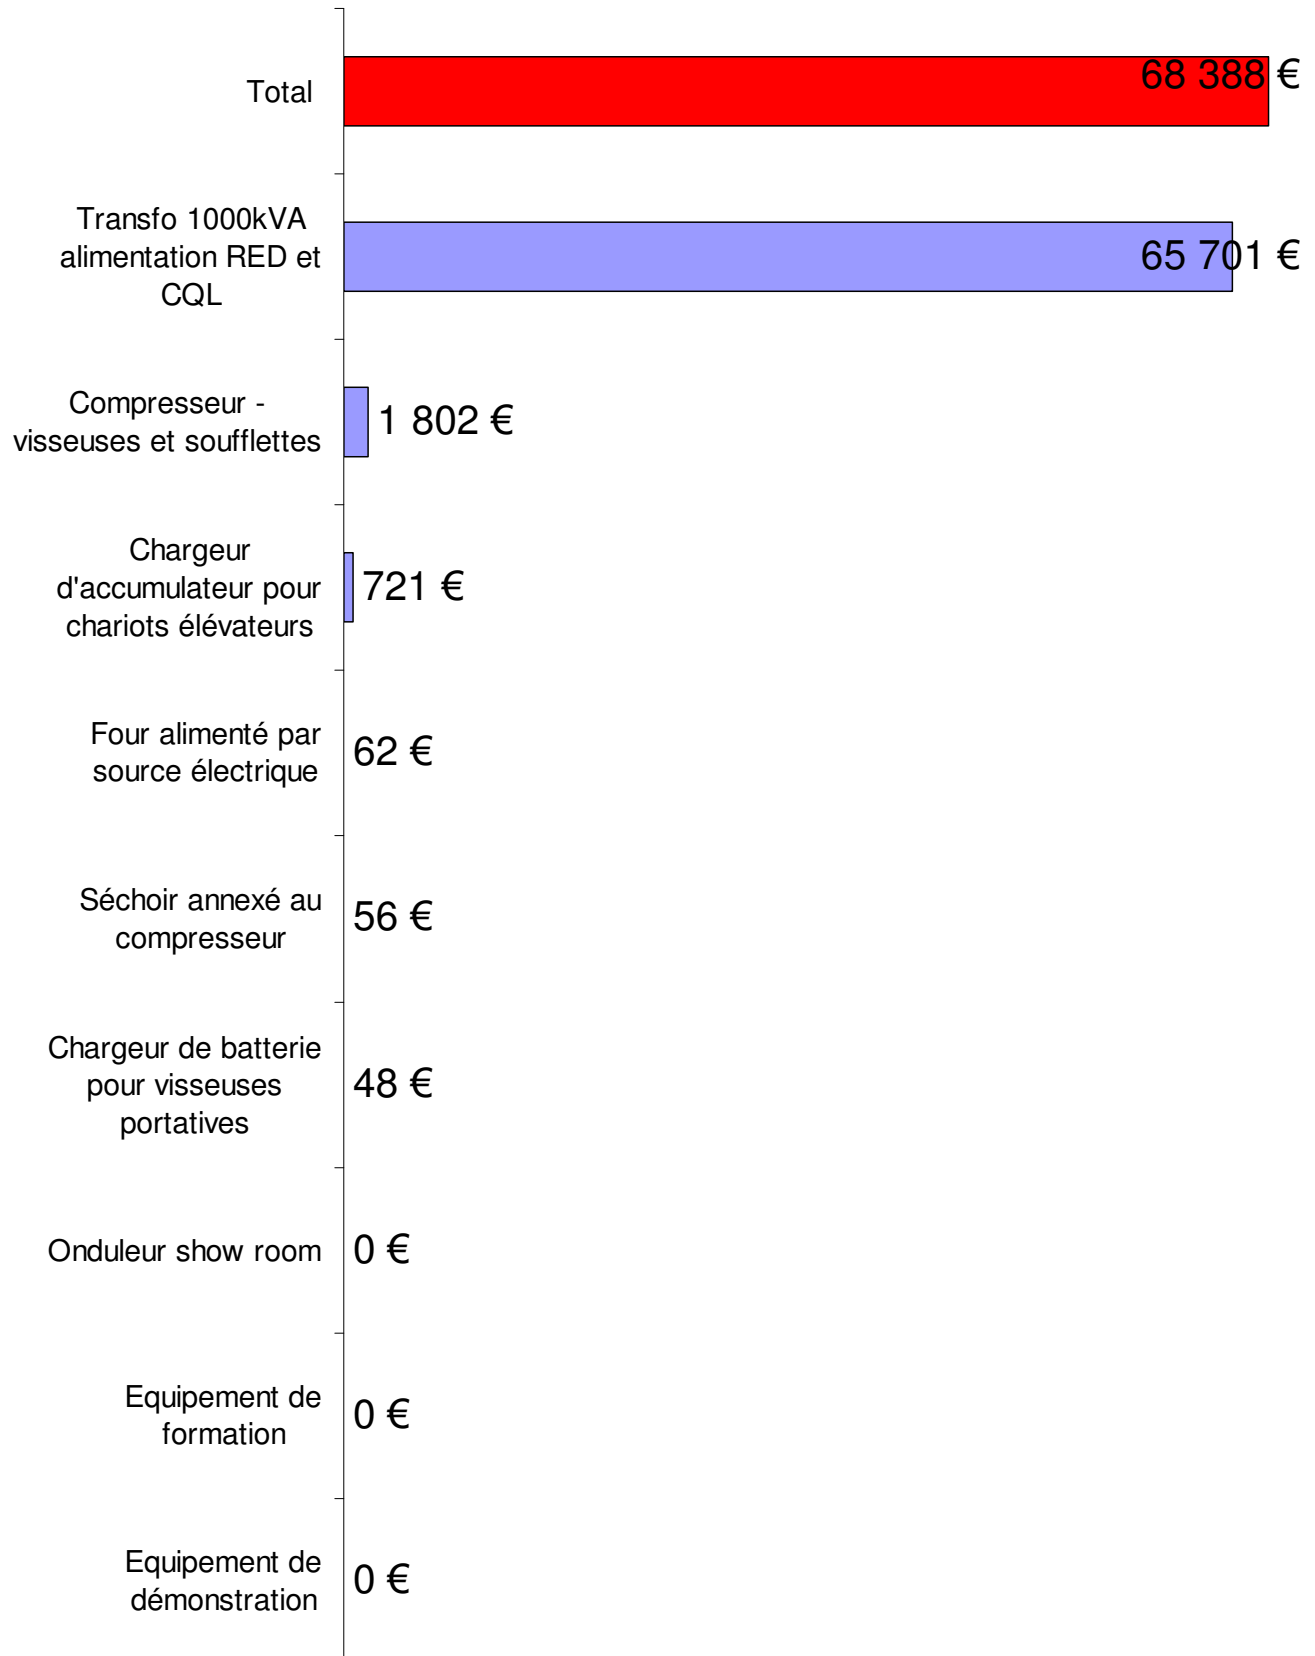 Total
68 388 €
Transfo 1000kVA
alimentation RED et
CQL
65 701 €
Compresseur -
visseuses et soufflettes
1 802 €
Chargeur
d'accumulateur pour
chariots élévateurs
721 €
Four alimenté par
source électrique
62 €
Séchoir annexé au
compresseur
56 €
Chargeur de batterie
pour visseuses
portatives
48 €
Onduleur show room
0 €
Equipement de
formation
0 €
Equipement de
démonstration
0 €